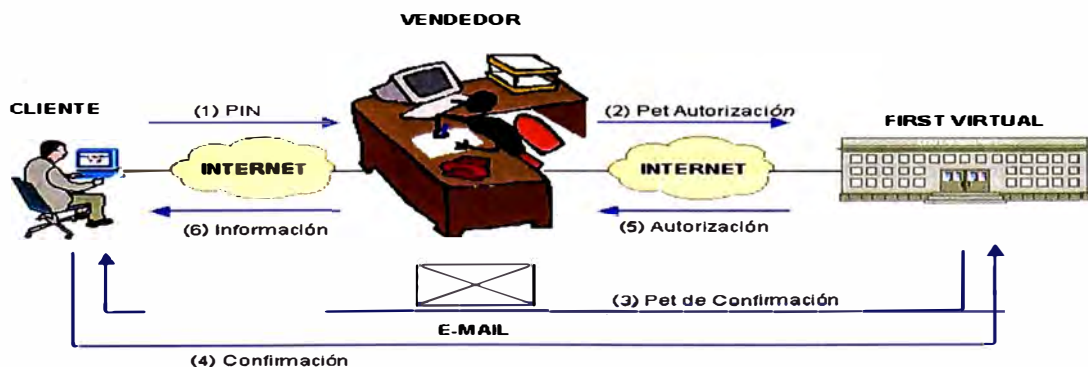 VENDEDOR
CLIENTE
(1) PIN
(2) Pet Autorización
FIRST VIRTUAL
INTERNET
INTERNET
(6) Información
(5) Autorización
(3) Pet de Confirmación
E-MAIL
(4) Confirmación